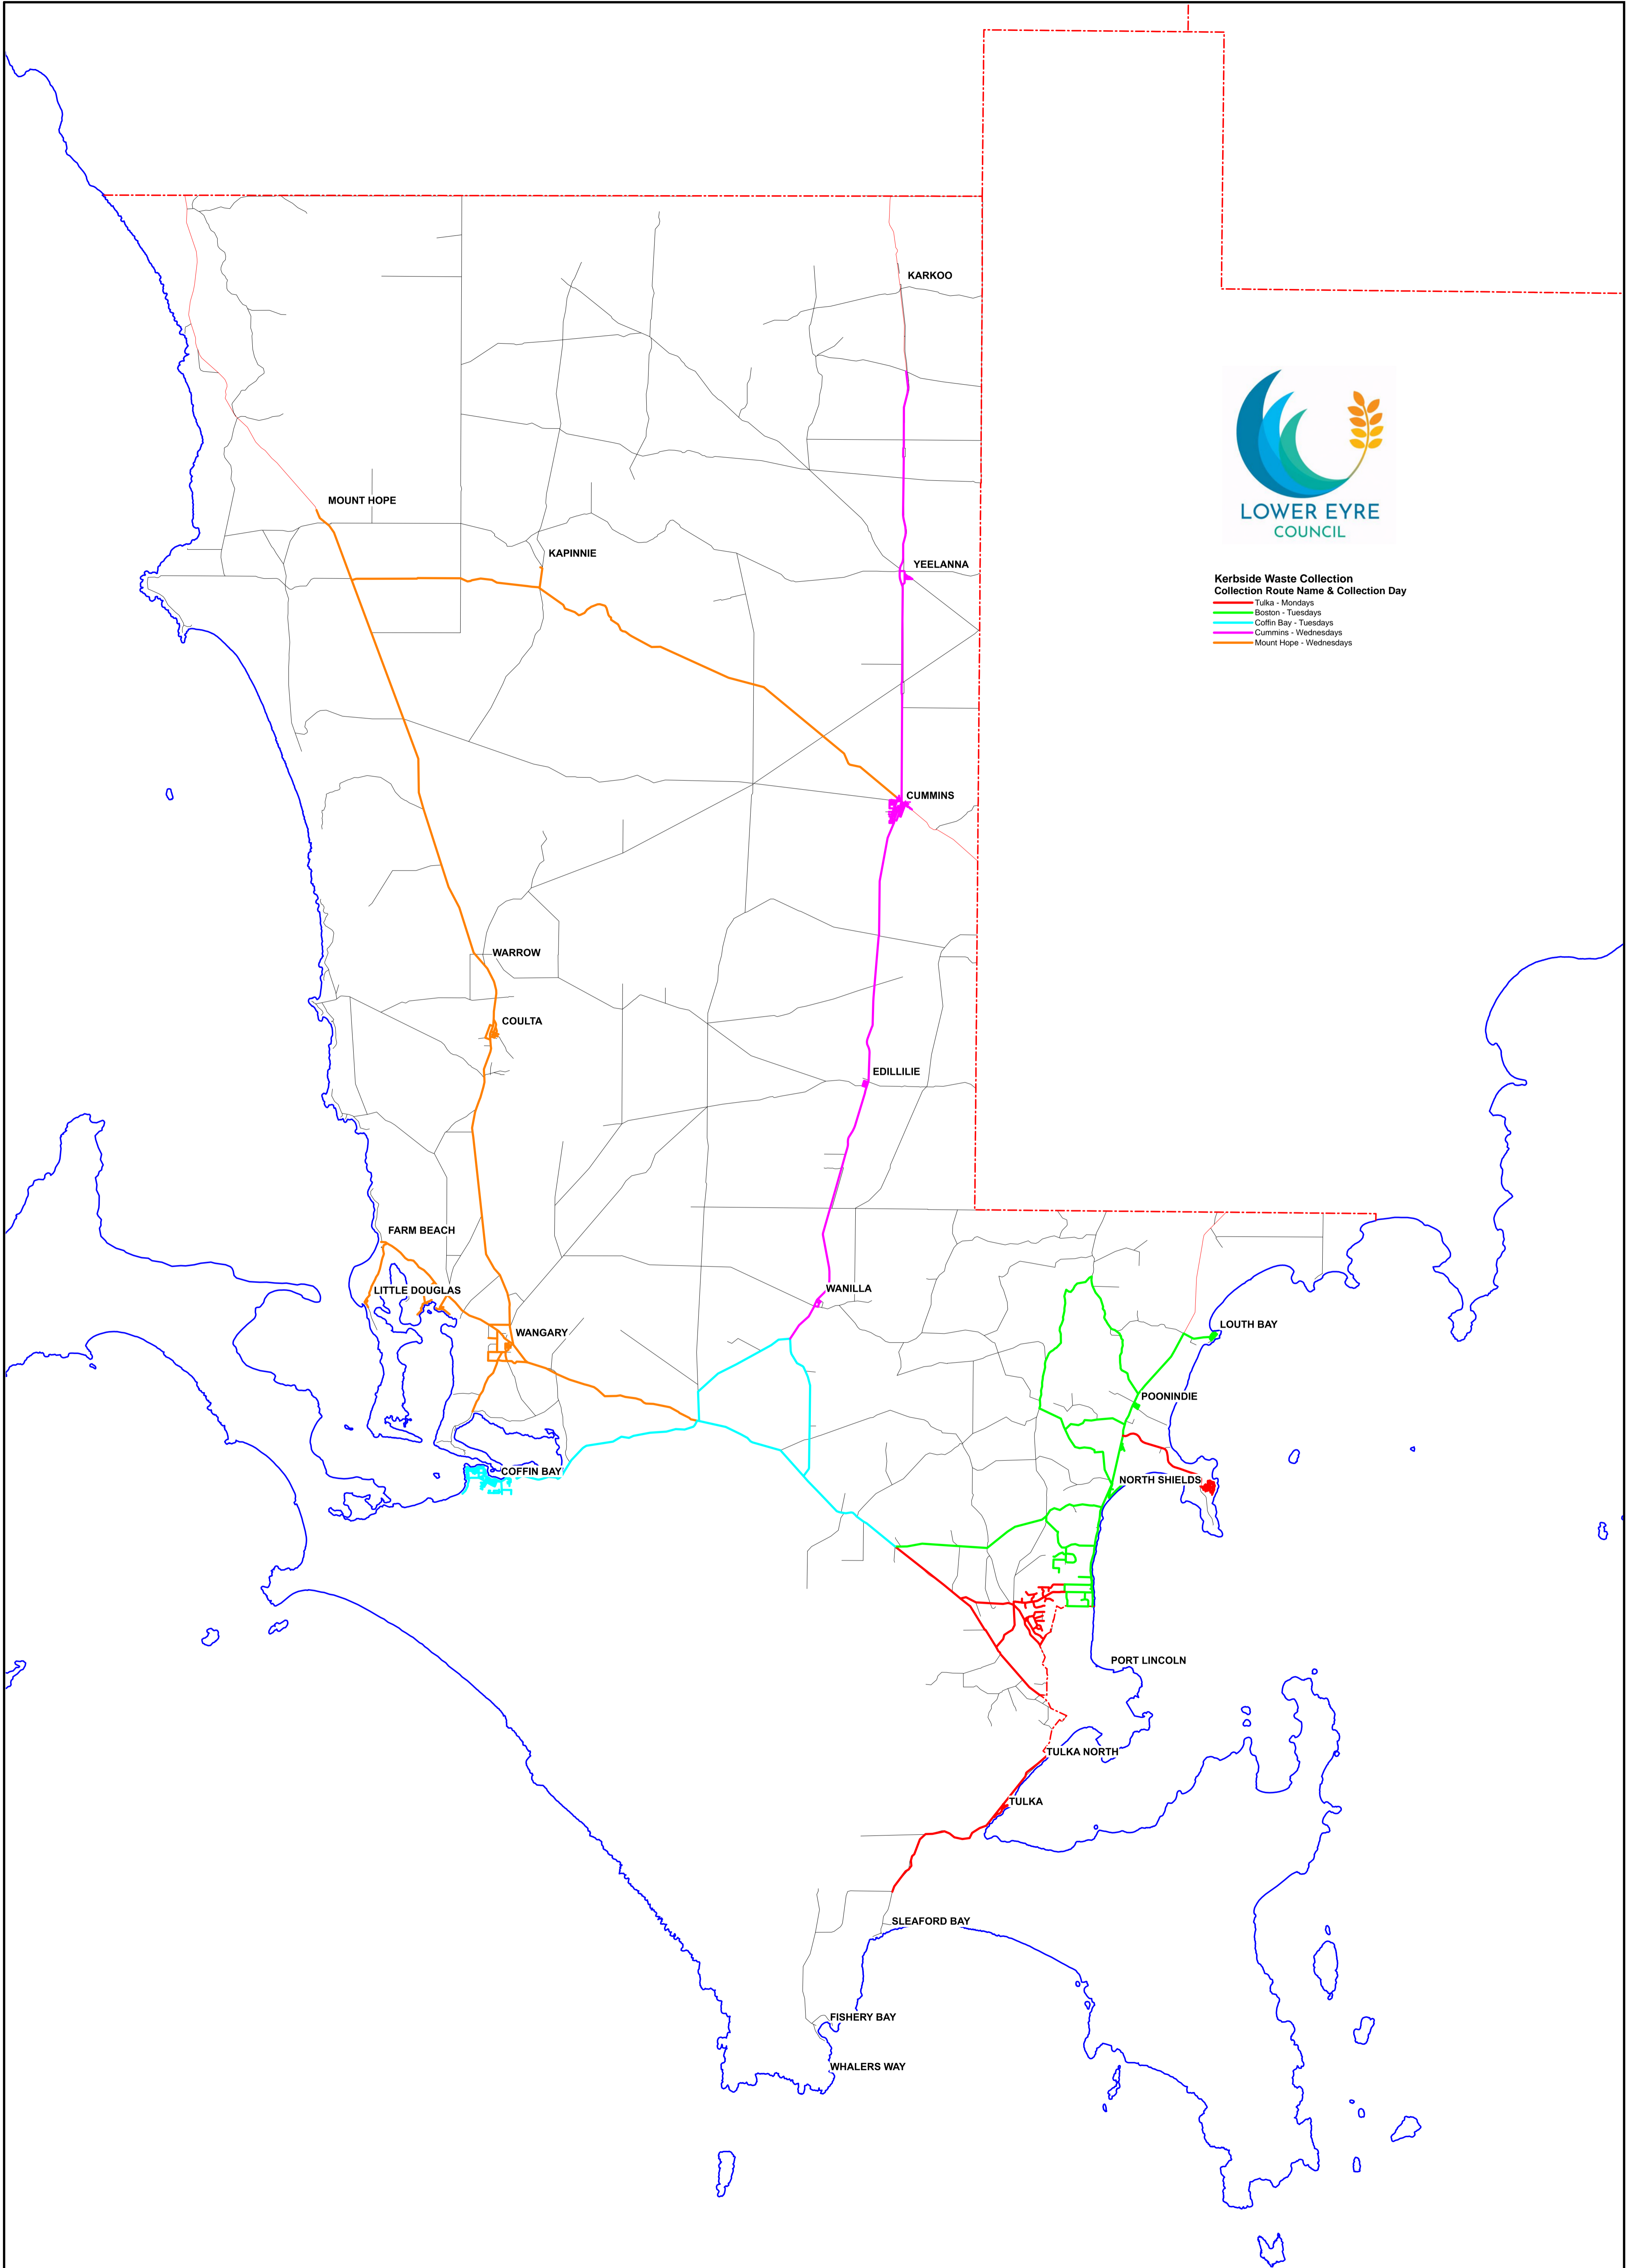 KARKOO
LOWER EYRE
COUNCIL
MOUNT HOPE
KAPINNIE
YEELANNA
Kerbside Waste Collection
Collection Route Name & Collection Day
Tulka - Mondays
Boston - Tuesdays
Coffin Bay - Tuesdays
Cummins - Wednesdays
Mount Hope - Wednesdays
CUMMINS
WARROW
COULTA
EDILLILIE
FARM BEACH
LITTLE DOUGLAS
WANILLA
WANGARY
LOUTH BAY
POONINDIE
COFFIN BAY
NORTH SHIELDS
PORT LINCOLN
TULKA NORTH
TULKA
SLEAFORD BAY
FISHERY BAY
WHALERS WAY